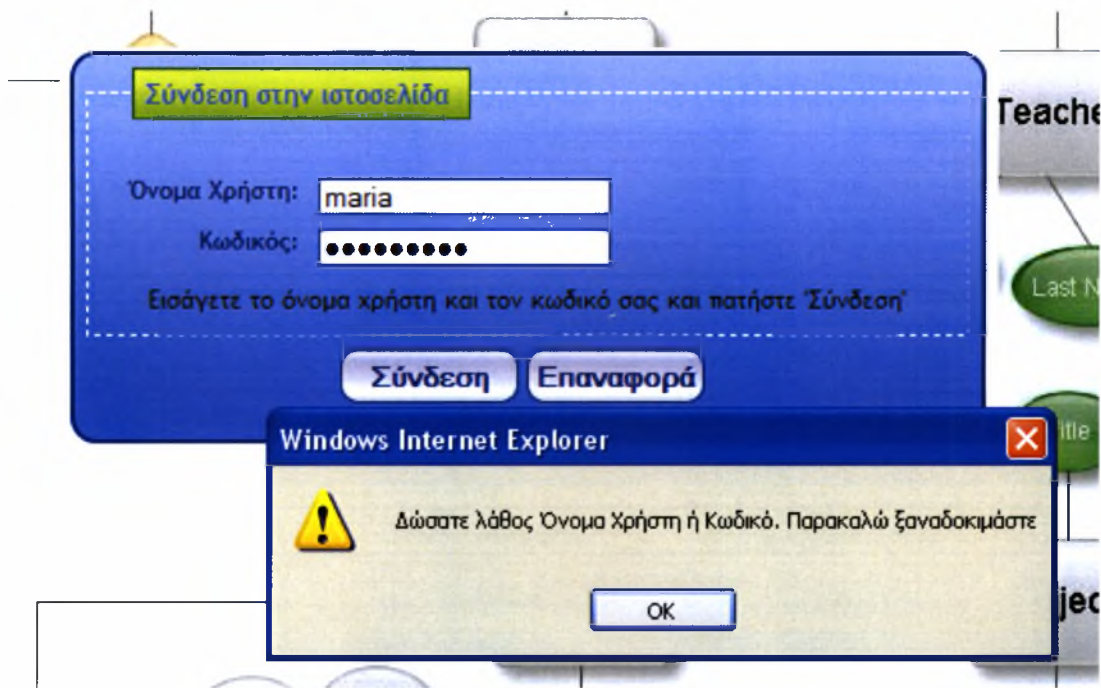 Σύνδεση στην ιστοσελίδα
Teache
Όνομα Χρήστη: maria
Κωδικός: ●●●●●●●●●
Last N
Εισάγετε το όνομα χρήστη και τον κωδικό σας και πατήστε 'Σύνδεση'
Σύνδεση Επαναφορά
itle
Windows Internet Explorer
Δώσατε λάθος Όνομα Χρήστη ή Κωδικό. Παρακαλώ ξαναδοκιμάστε
OK
jec